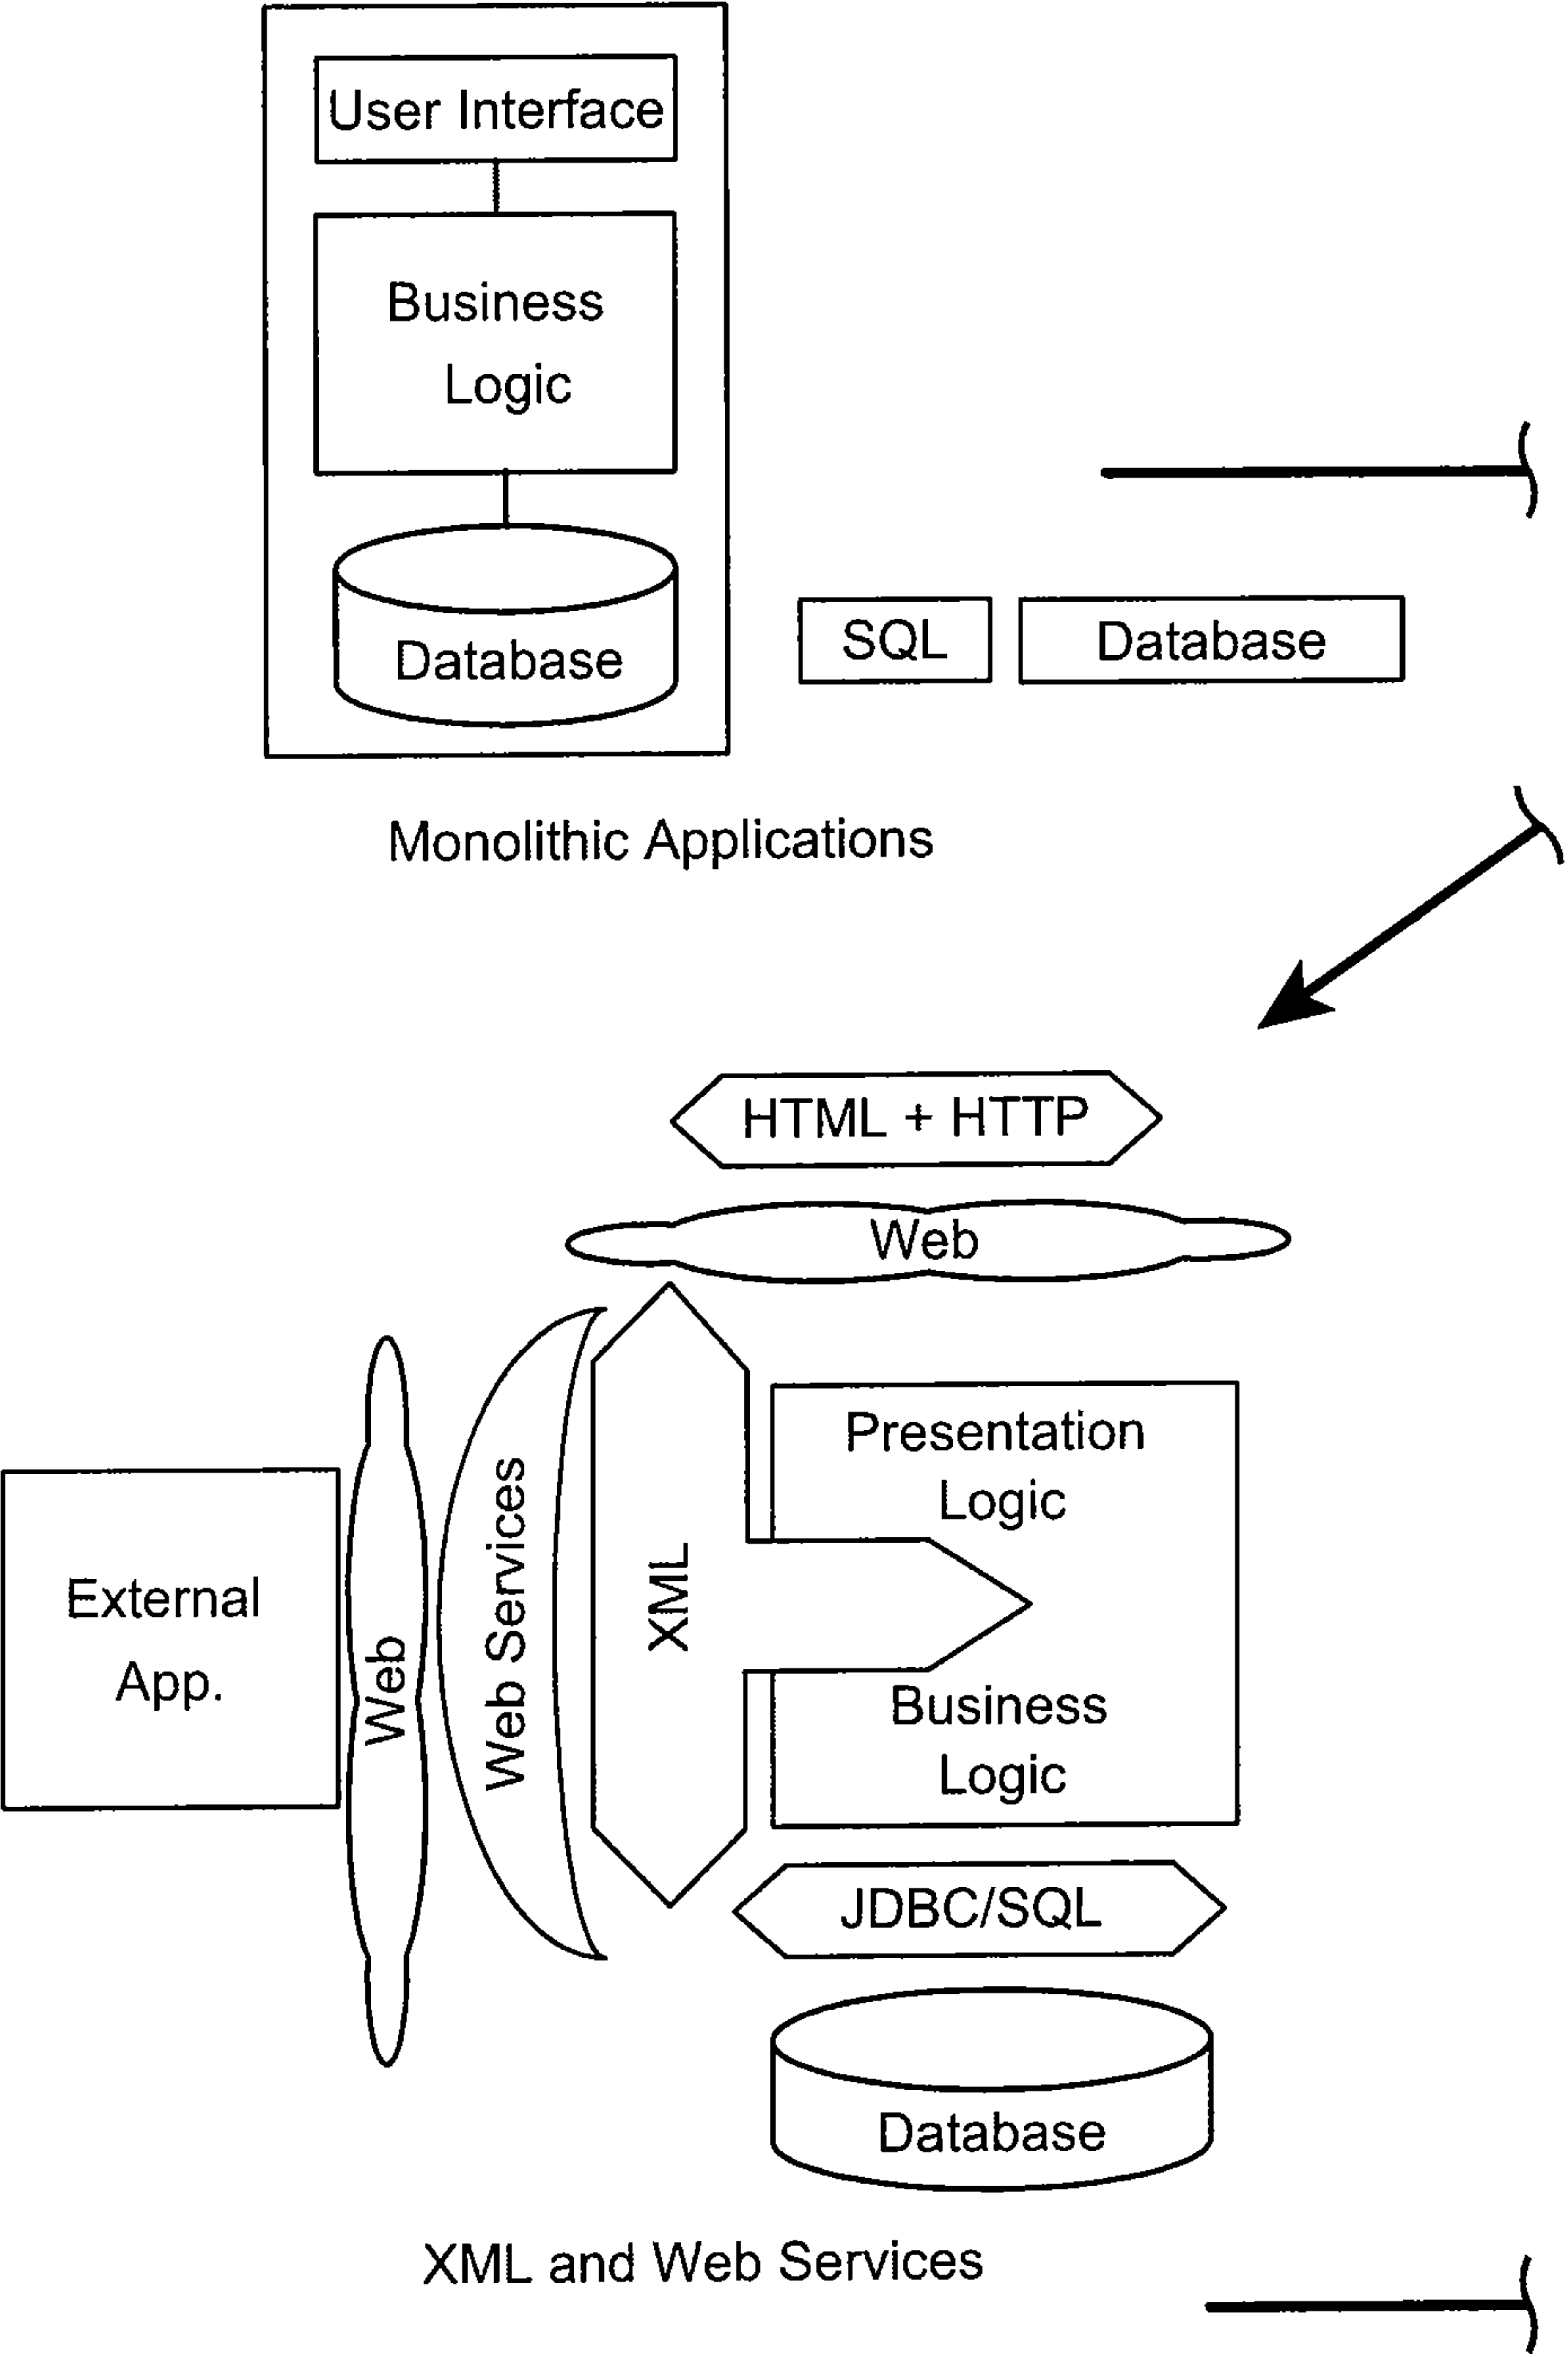 User Interface
Business
Logic
Database
SQL
Database
Monolithic Applications
HTML + HTTP
Web
External
App.
Web
Web Services
XML
Presentation
Logic
Business
Logic
JDBC/SQL
Database
XML and Web Services